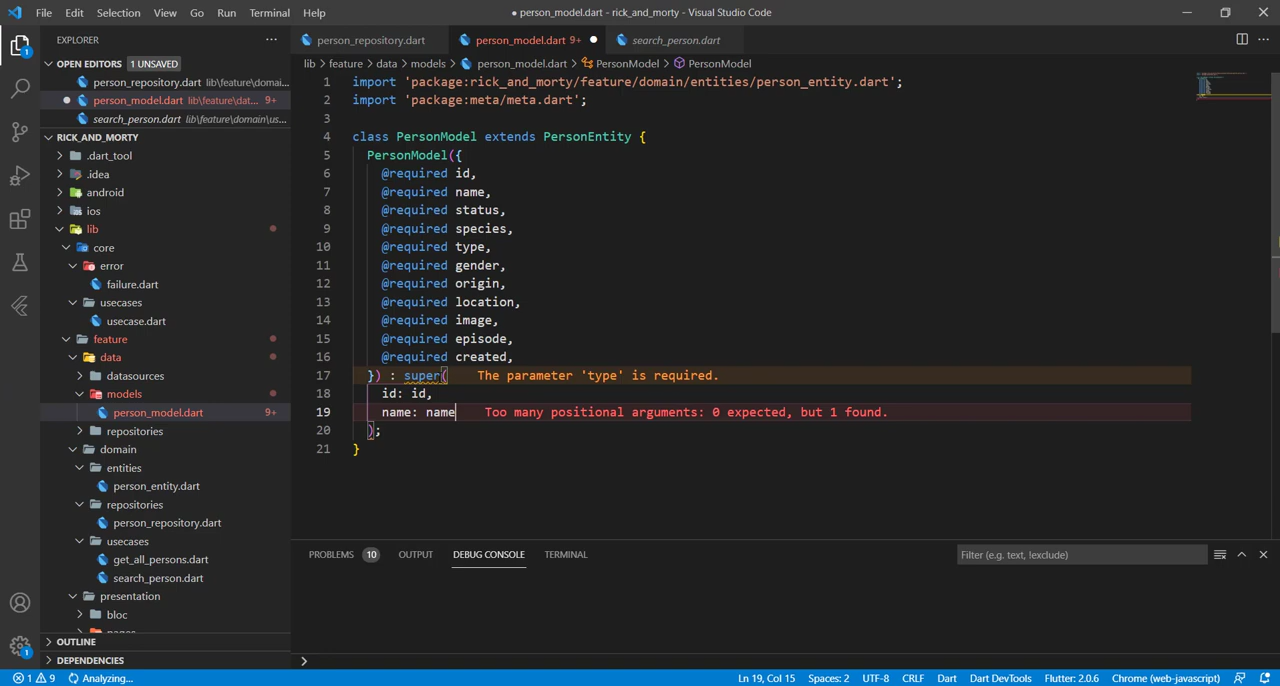 File Edit Selection View Go Run Terminal Help
● person_model.dart - rick_and_morty - Visual Studio Code
EXPLORER
OPEN EDITORS 1 UNSAVED
person_repository.dart lib\feature\domai...
person_model.dart lib\feature\dat... 9+
search_person.dart lib\feature\domain\us...
RICK_AND_MORTY
.dart_tool
.idea
android
ios
lib
core
error
failure.dart
usecases
usecase.dart
feature
data
datasources
models
person_model.dart 9+
repositories
domain
entities
person_entity.dart
repositories
person_repository.dart
usecases
get_all_persons.dart
search_person.dart
presentation
bloc
pages
OUTLINE
DEPENDENCIES
person_repository.dart person_model.dart 9+ search_person.dart
lib > feature > data > models > person_model.dart > PersonModel > PersonModel
1 import 'package:rick_and_morty/feature/domain/entities/person_entity.dart';
2 import 'package:meta/meta.dart';
3
4 class PersonModel extends PersonEntity {
5 PersonModel({
6 @required id,
7 @required name,
8 @required status,
9 @required species,
10 @required type,
11 @required gender,
12 @required origin,
13 @required location,
14 @required image,
15 @required episode,
16 @required created,
17 }) : super( The parameter 'type' is required.
18 id: id,
19 name: name Too many positional arguments: 0 expected, but 1 found.
20 );
21 }
PROBLEMS 10 OUTPUT DEBUG CONSOLE TERMINAL Filter (e.g. text, !exclude)
1 9 Analyzing... Ln 19, Col 15 Spaces: 2 UTF-8 CRLF Dart Dart DevTools Flutter: 2.0.6 Chrome (web-javascript)